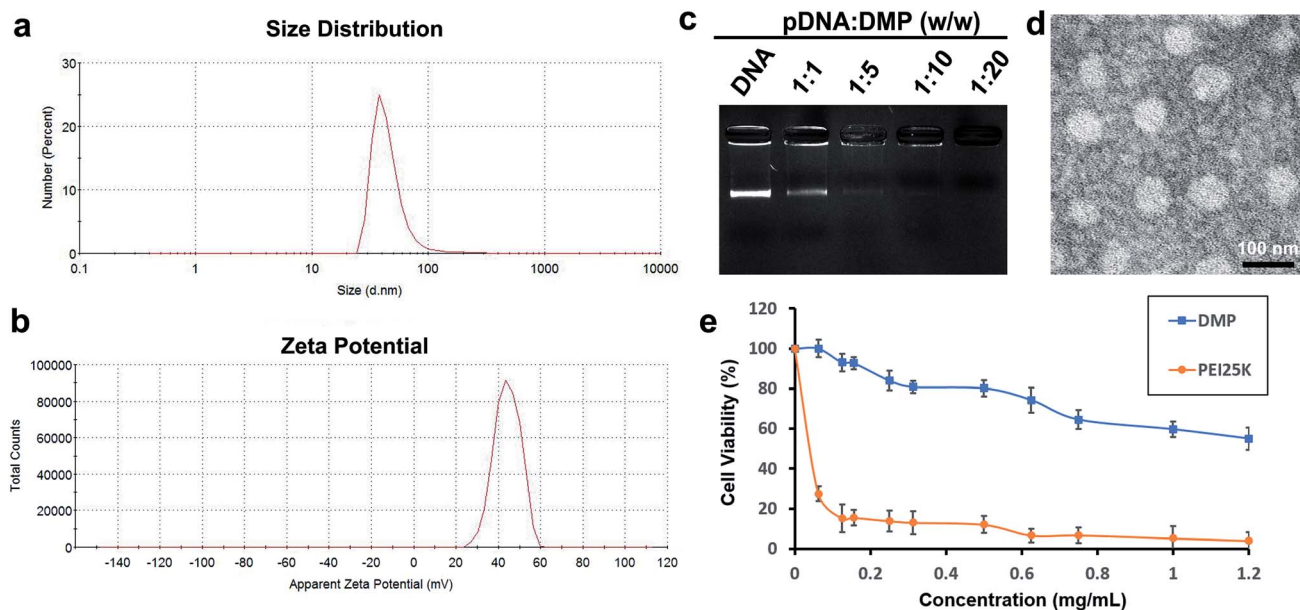 a
Size Distribution
Number (Percent)
30
20
10
0
0.1 1 10 100 1000 10000
Size (d.nm)
b
Zeta Potential
Total Counts
100000
80000
60000
40000
20000
0
-140 -120 -100 -80 -60 -40 -20 0 20 40 60 80 100 120
Apparent Zeta Potential (mV)
c
pDNA:DMP (w/w)
DNA 1:1 1:5 1:10 1:20
d
100 nm
e
Cell Viability (%)
120
100
80
60
40
20
0
0 0.2 0.4 0.6 0.8 1 1.2
Concentration (mg/mL)
DMP
PEI25K